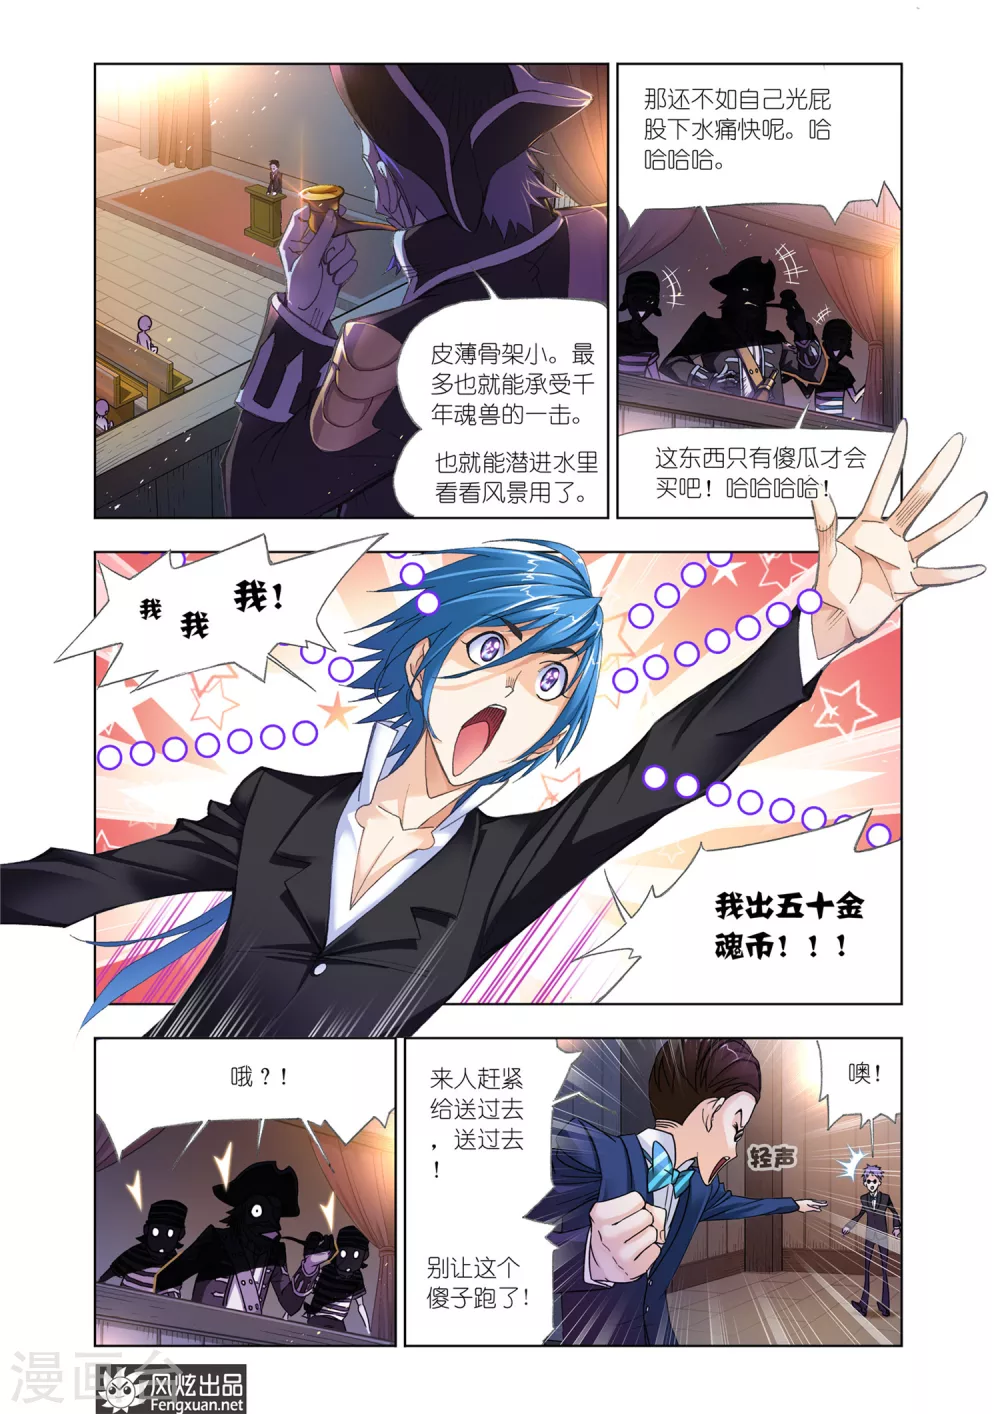 皮薄骨架小。最
多也就能承受千
年魂兽的一击。
也就能潜进水里
看看风景用了。
那还不如自己光屁
股下水痛快呢。哈
哈哈哈。
这东西只有傻瓜才会
买吧！哈哈哈哈！
我
我
我！
我出五十金
魂币！！！
哦？！
来人赶紧
给送过去
，送过去
！
别让这个
傻子跑了！
轻声
噢！
漫画台
风炫出品
Fengxuan.net